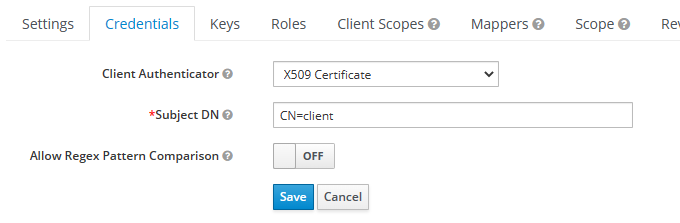 Settings Credentials Keys Roles Client Scopes Mappers Scope Rev
Client Authenticator X509 Certificate
*Subject DN CN=client
Allow Regex Pattern Comparison OFF
Save Cancel